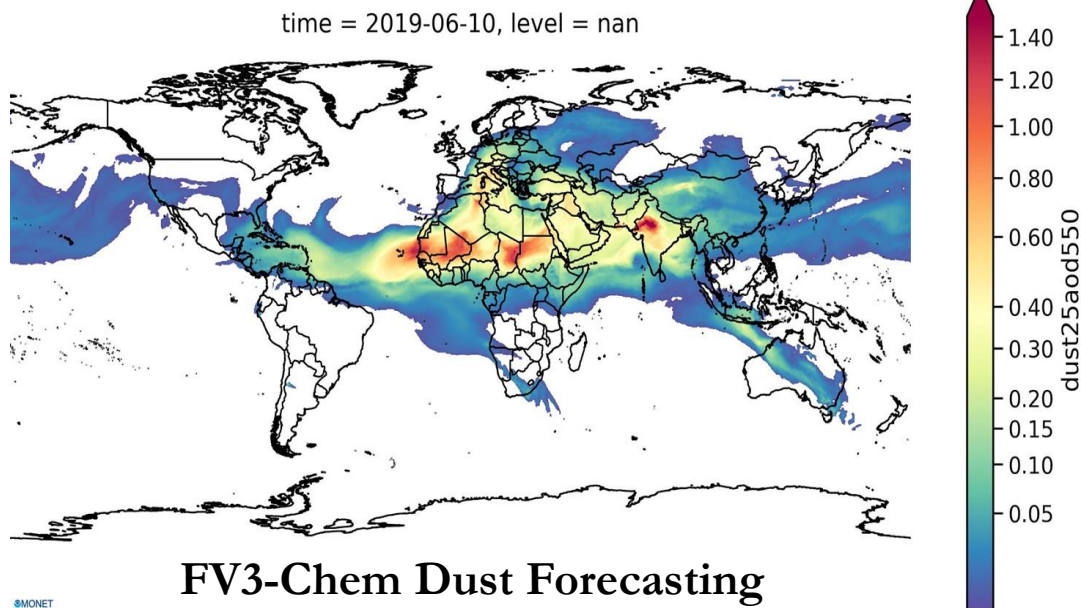 time = 2019-06-10, level = nan
1.40
1.20
1.00
0.80
0.60
0.40
0.30
0.20
0.15
0.10
0.05
dust25aod550
FV3-Chem Dust Forecasting
MONET